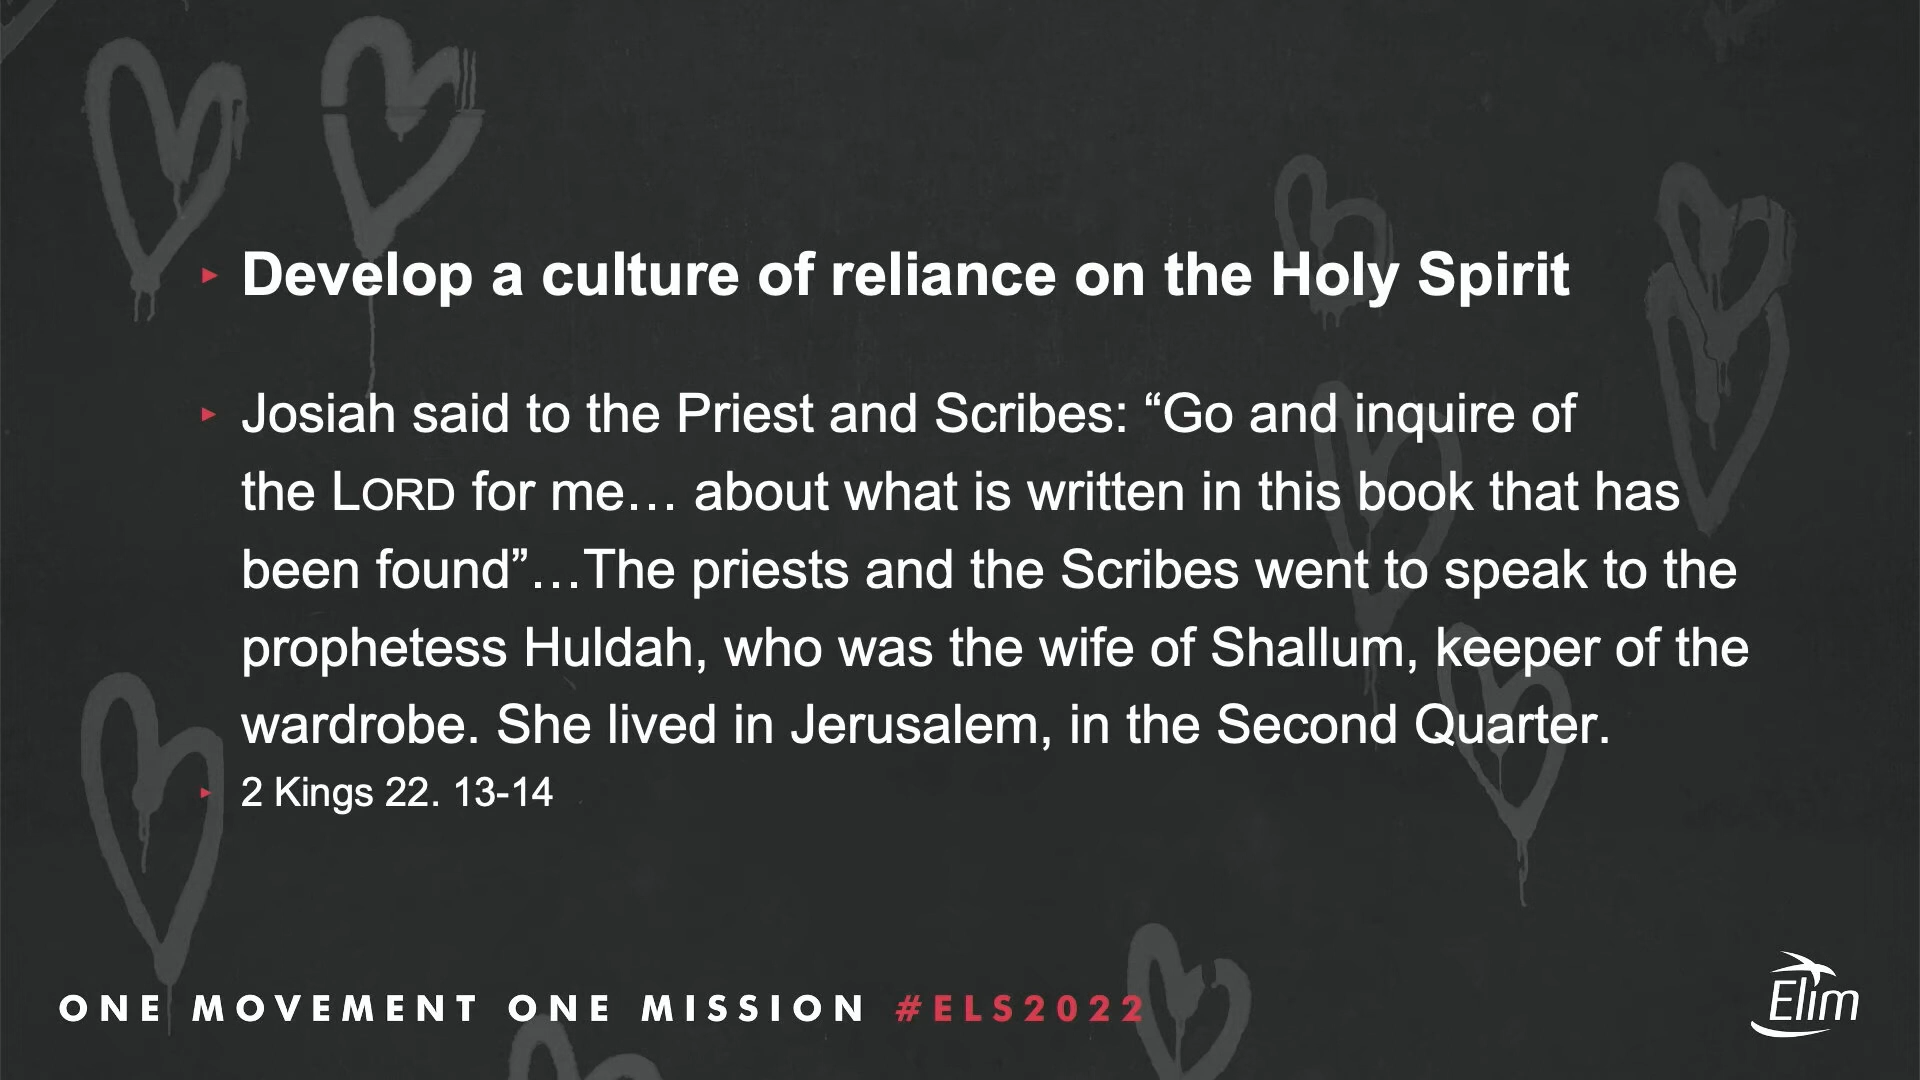 Develop a culture of reliance on the Holy Spirit
Josiah said to the Priest and Scribes: “Go and inquire of
the LORD for me… about what is written in this book that has
been found”…The priests and the Scribes went to speak to the
prophetess Huldah, who was the wife of Shallum, keeper of the
wardrobe. She lived in Jerusalem, in the Second Quarter.
2 Kings 22. 13-14
ONE MOVEMENT ONE MISSION #ELS2022
Elim